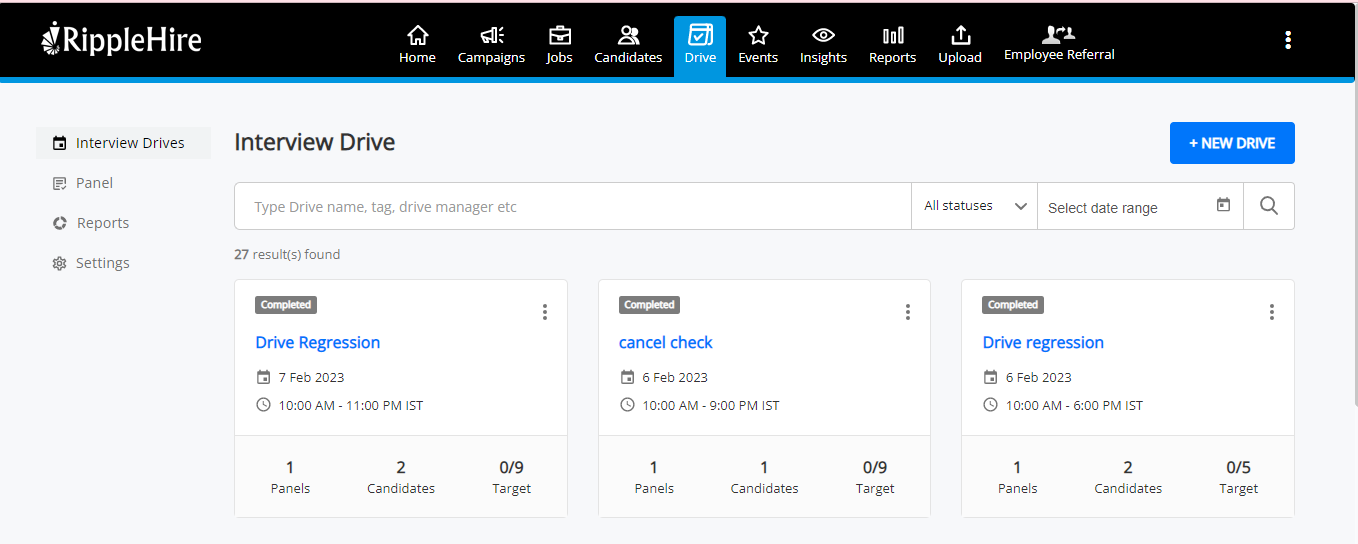 RippleHire
Home Campaigns Jobs Candidates Drive Events Insights Reports Upload Employee Referral
Interview Drives
Panel
Reports
Settings
Interview Drive
+ NEW DRIVE
Type Drive name, tag, drive manager etc
All statuses
Select date range
27 result(s) found
Completed
Drive Regression
7 Feb 2023
10:00 AM - 11:00 PM IST
1 2 0/9
Panels Candidates Target
Completed
cancel check
6 Feb 2023
10:00 AM - 9:00 PM IST
1 1 0/9
Panels Candidates Target
Completed
Drive regression
6 Feb 2023
10:00 AM - 6:00 PM IST
1 2 0/5
Panels Candidates Target